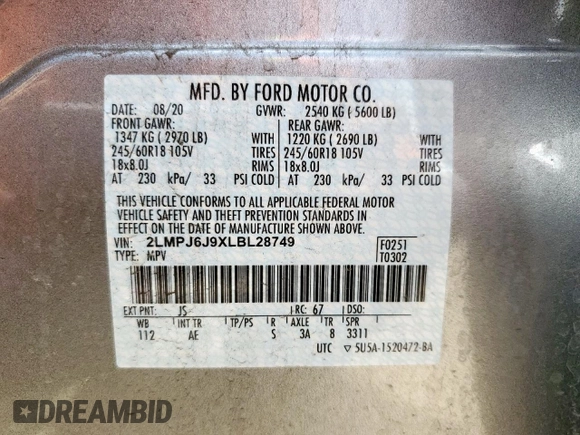 MFD. BY FORD MOTOR CO.
DATE: 08/20 GVWR: 2540 KG ( 5600 LB)
FRONT GAWR: REAR GAWR:
1347 KG ( 2970 LB) WITH 1220 KG ( 2690 LB) WITH
245/60R18 105V TIRES 245/60R18 105V TIRES
18x8.0J RIMS 18x8.0J RIMS
AT 230 kPa/ 33 PSI COLD AT 230 kPa/ 33 PSI COLD
THIS VEHICLE CONFORMS TO ALL APPLICABLE FEDERAL MOTOR
VEHICLE SAFETY AND THEFT PREVENTION STANDARDS IN
EFFECT ON THE DATE OF MANUFACTURE SHOWN ABOVE.
VIN: 2LMPJ6J9XLBL28749 F0251
TYPE: MPV T0302
EXT PNT: JS RC: 67 DSO:
WB INT TR TP/PS R AXLE TR SPR
112 AE S 3A 8 3311
UTC ▽ 5U5A-1520472-BA
DREAMBID